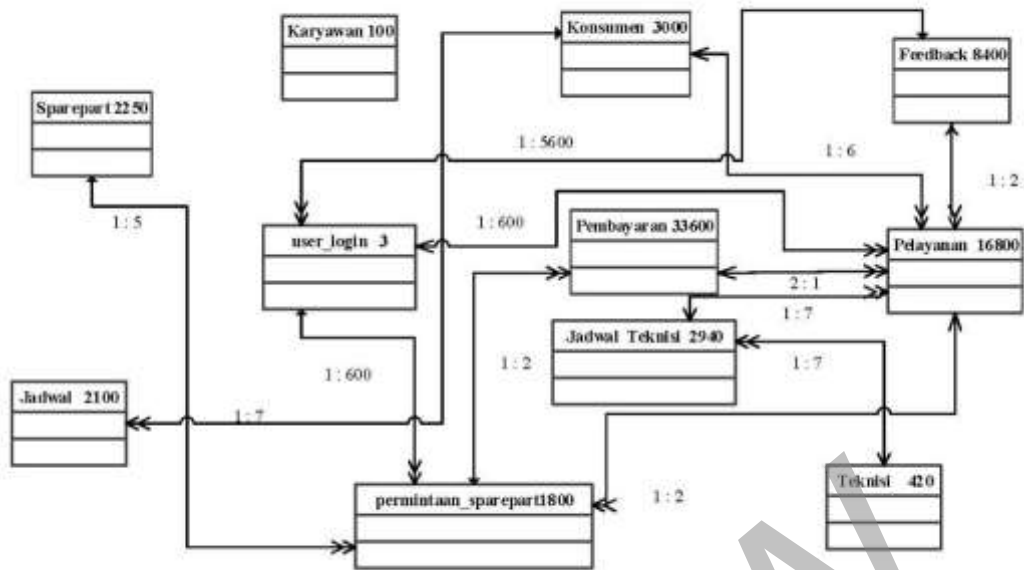 Karyawan 100
Konsumen 3000
Feedback 8400
Sparepart 2250
1 : 5600
1 : 6
1 : 2
1 : 5
1 : 600
user_login 3
Pembayaran 33600
Pelayanan 16800
2 : 1
1 : 7
Jadwal Teknisi 2940
1 : 2
1 : 7
1 : 600
Jadwal 2100
1 : 7
Teknisi 420
permintaan_sparepart1800
1 : 2